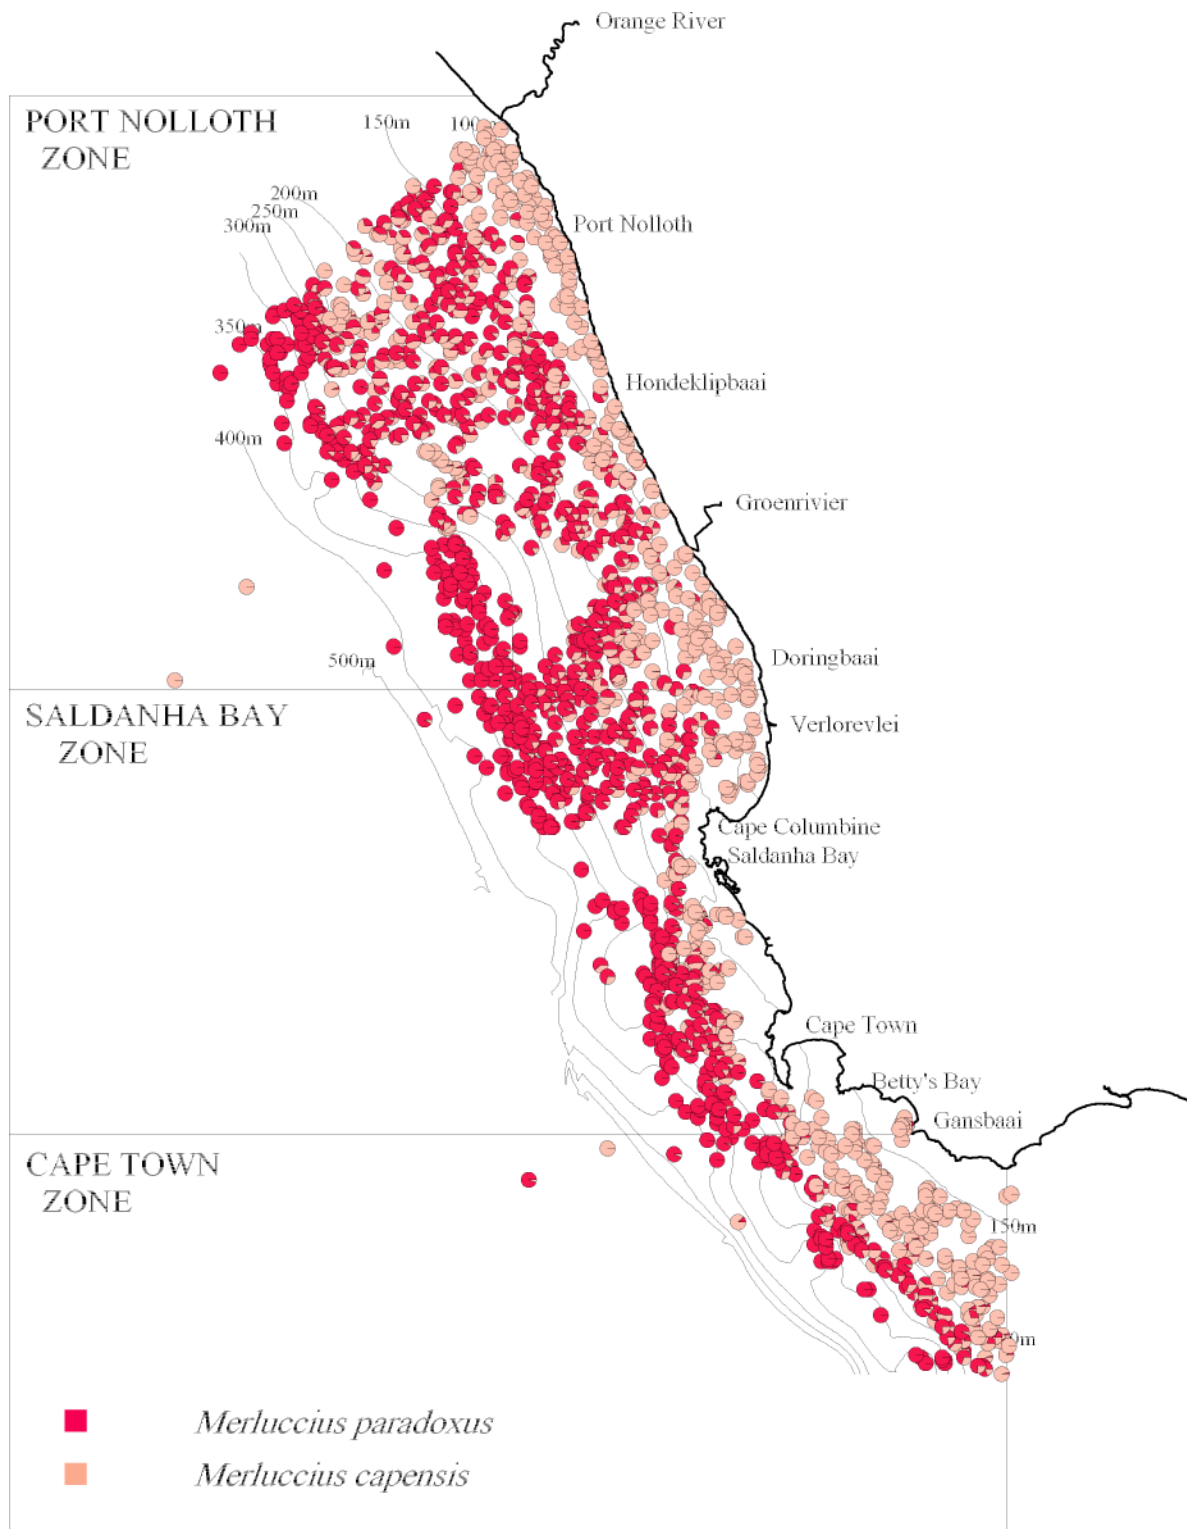 Orange River
PORT NOLLOTH
ZONE
150m
100m
200m
250m
300m
Port Nolloth
350m
Hondeklipbaai
400m
Groenrivier
500m
Doringbaai
SALDANHA BAY
ZONE
Verlorevlei
Cape Columbine
Saldanha Bay
Cape Town
Betty's Bay
Gansbaai
CAPE TOWN
ZONE
150m
Merluccius paradoxus
Merluccius capensis